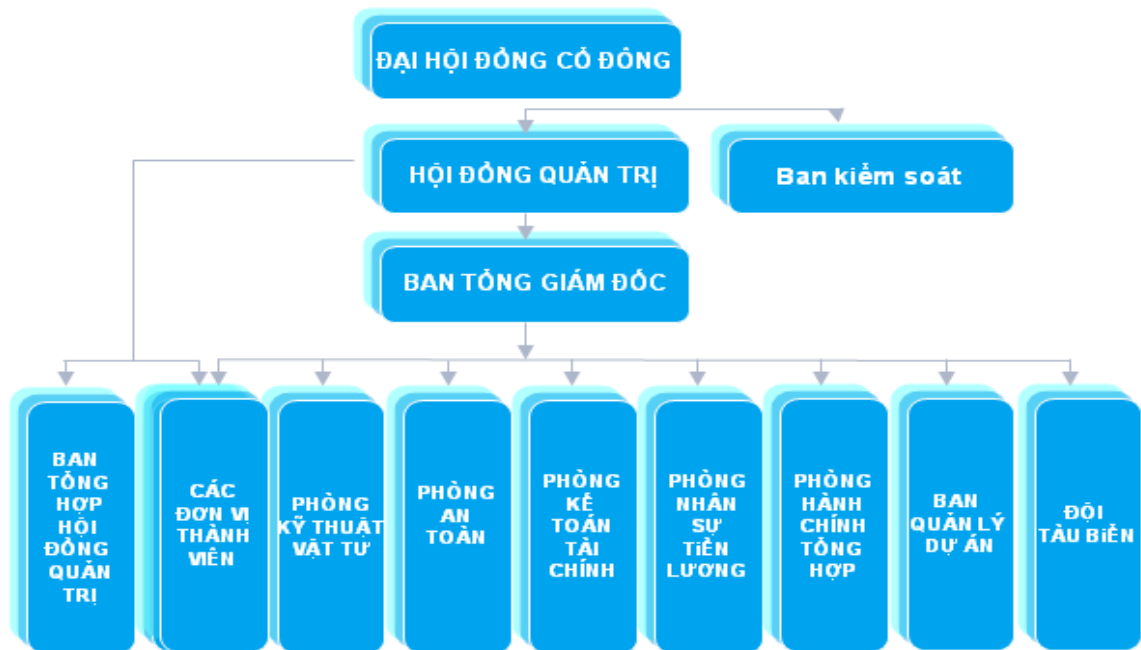 ĐẠI HỘI ĐỒNG CỔ ĐÔNG
HỘI ĐỒNG QUẢN TRỊ
Ban kiểm soát
BAN TỔNG GIÁM ĐỐC
BAN
TỔNG
HỢP
HỘI
ĐỒNG
QUẢN
TRỊ
CÁC
ĐƠN VỊ
THÀNH
VIÊN
PHÒNG
KỸ THUẬT
VẬT TƯ
PHÒNG
AN
TOÀN
PHÒNG
KẾ
TOÁN
TÀI
CHÍNH
PHÒNG
NHÂN
SỰ
TIỀN
LƯƠNG
PHÒNG
HÀNH
CHÍNH
TỔNG
HỢP
BAN
QUẢN LÝ
DỰ ÁN
ĐỘI
TÀU BIỂN